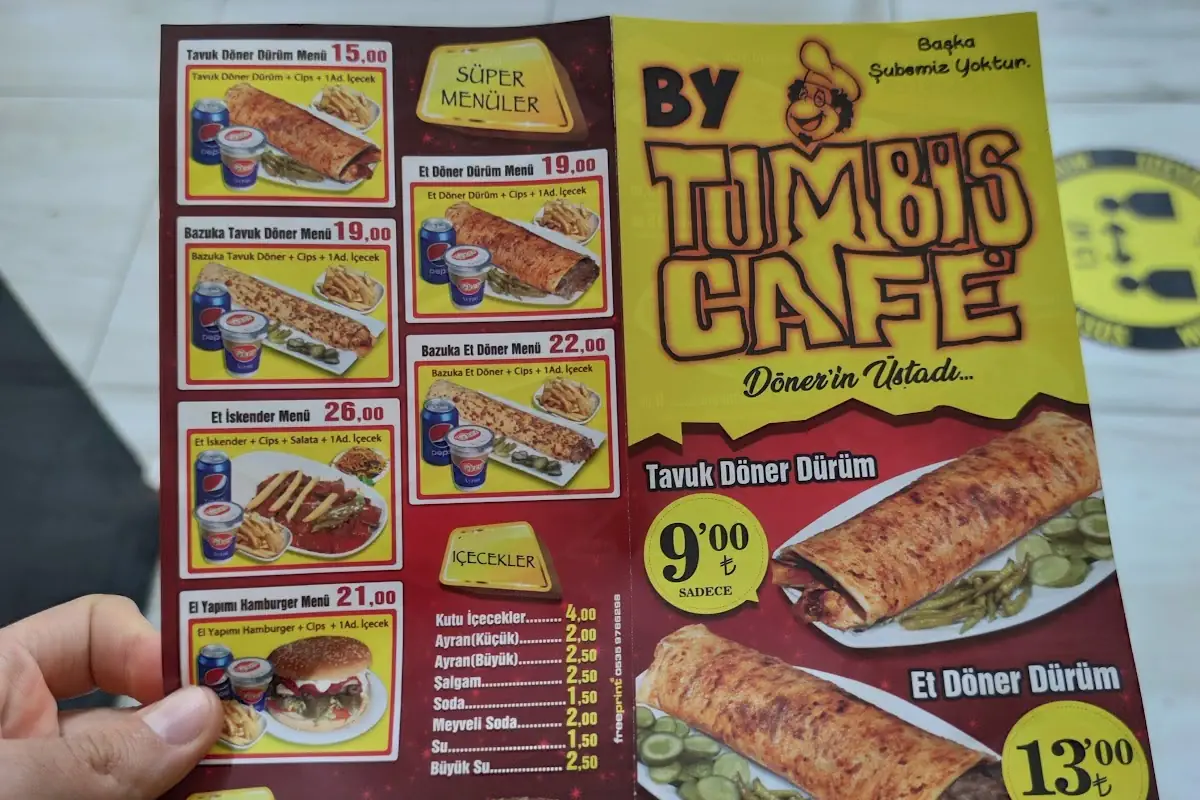 Tavuk Döner Dürüm Menü 15,00
Tavuk Döner Dürüm + Cips + 1Ad. İçecek
Bazuka Tavuk Döner Menü 19,00
Bazuka Tavuk Döner + Cips + 1Ad. İçecek
Et İskender Menü 26,00
Et İskender + Cips + Salata + 1Ad. İçecek
El Yapımı Hamburger Menü 21,00
El Yapımı Hamburger + Cips + 1Ad. İçecek
SÜPER
MENÜLER
Et Döner Dürüm Menü 19,00
Et Döner Dürüm + Cips + 1Ad. İçecek
Bazuka Et Döner Menü 22,00
Bazuka Et Döner + Cips + 1Ad. İçecek
pepsi
İÇECEKLER
Kutu İçecekler........ 4,00
Ayran(Küçük).......... 2,00
Ayran(Büyük).......... 2,50
Şalgam................... 2,50
Soda....................... 1,50
Meyveli Soda.......... 2,00
Su........................... 1,50
Büyük Su................. 2,50
freeprint 0535 9766298
Başka
Şubemiz Yoktur.
BY
TUMBİŞ
CAFE
Döner'in Üstadı...
Tavuk Döner Dürüm
9'00 ₺
SADECE
Et Döner Dürüm
13'00 ₺